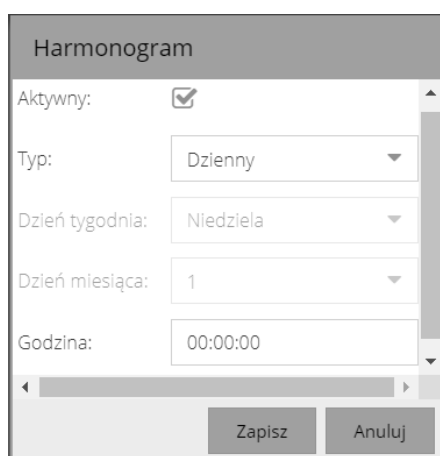 Harmonogram
Aktywny:
Typ: Dzienny
Dzień tygodnia: Niedziela
Dzień miesiąca: 1
Godzina: 00:00:00
Zapisz Anuluj